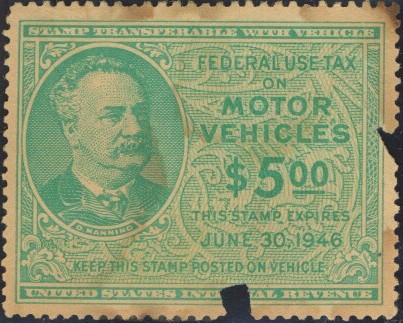 STAMP TRANSFERABLE WITH VEHICLE
FEDERAL USE TAX
ON
MOTOR
VEHICLES
$5.00
THIS STAMP EXPIRES
JUNE 30, 1946
D. MANNING
KEEP THIS STAMP POSTED ON VEHICLE
UNITED STATES INTERNAL REVENUE